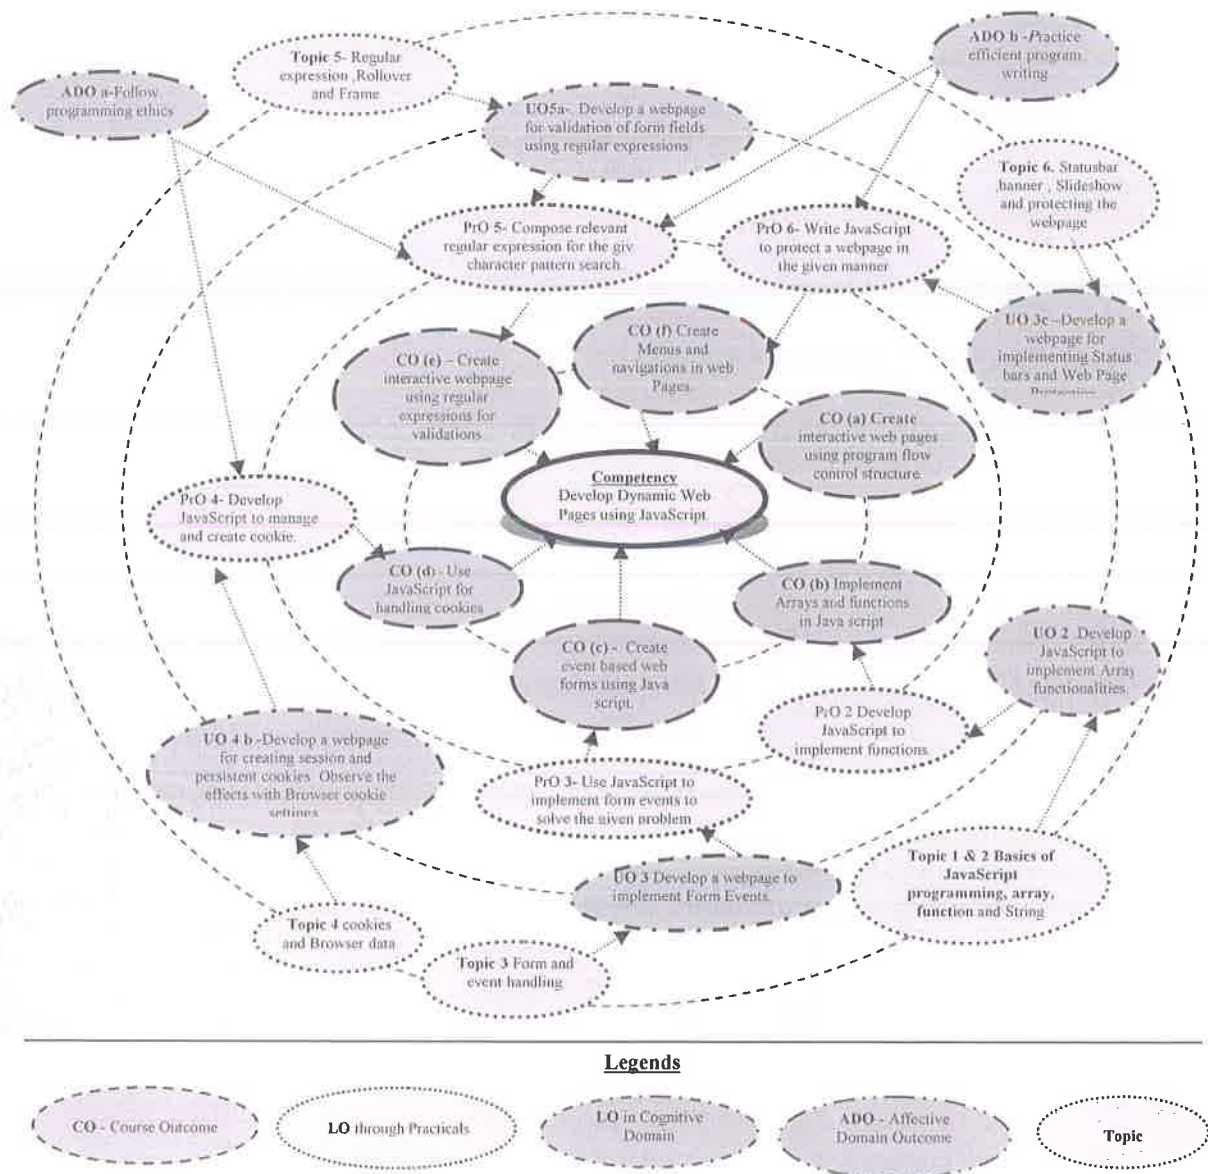 Topic 5- Regular
expression ,Rollover
and Frame
ADO b -Practice
efficient program
writing
ADO a-Follow
programming ethics
UO5a- Develop a webpage
for validation of form fields
using regular expressions
Topic 6. Statusbar
,banner , Slideshow
and protecting the
webpage
PrO 5- Compose relevant
regular expression for the giv
character pattern search
PrO 6- Write JavaScript
to protect a webpage in
the given manner
UO 3c –Develop a
webpage for
implementing Status
bars and Web Page
CO (f) Create
Menus and
navigations in web
Pages.
CO (e) – Create
interactive webpage
using regular
expressions for
validations
CO (a) Create
interactive web pages
using program flow
control structure.
Competency
Develop Dynamic Web
Pages using JavaScript
PrO 4- Develop
JavaScript to manage
and create cookie.
CO (d) - Use
JavaScript for
handling cookies
CO (b) Implement
Arrays and functions
in Java script
CO (c) - Create
event based web
forms using Java
script.
UO 2 Develop
JavaScript to
implement Array
functionalities.
PrO 2 Develop
JavaScript to
implement functions.
UO 4 b -Develop a webpage
for creating session and
persistent cookies. Observe the
effects with Browser cookie
settings
PrO 3- Use JavaScript to
implement form events to
solve the given problem
UO 3 Develop a webpage to
implement Form Events.
Topic 1 & 2 Basics of
JavaScript
programming, array,
function and String
Topic 4 cookies
and Browser data
Topic 3 Form and
event handling
Legends
CO - Course Outcome
LO through Practicals
LO in Cognitive
Domain
ADO - Affective
Domain Outcome
Topic